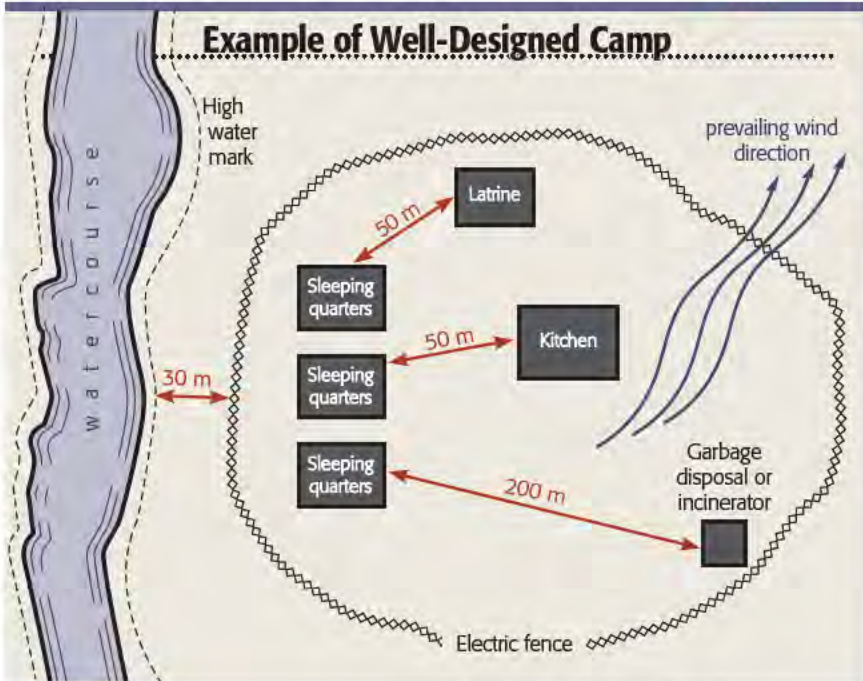 Example of Well-Designed Camp
High
water
mark
prevailing wind
direction
watercourse
Latrine
50 m
Sleeping
quarters
Kitchen
50 m
Sleeping
quarters
30 m
Sleeping
quarters
200 m
Garbage
disposal or
incinerator
Electric fence